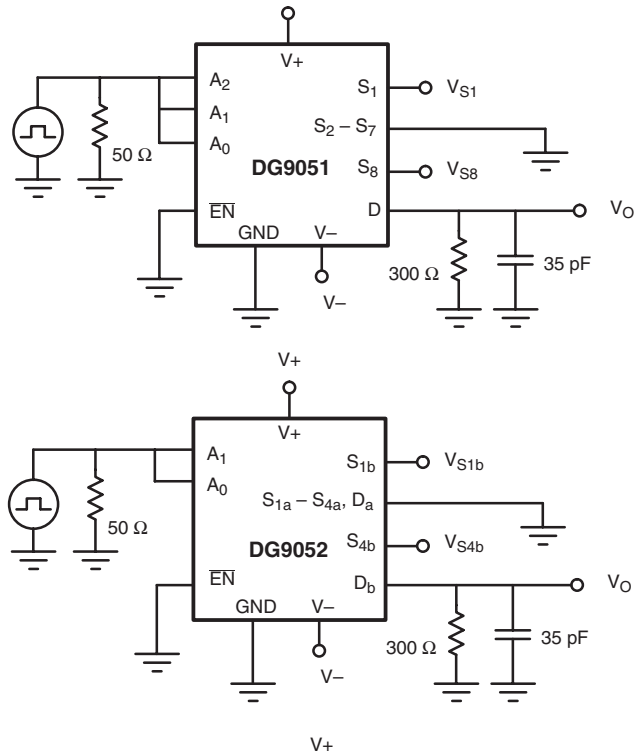 V+
A2
A1
A0
50 Ω
DG9051
EN
GND
V–
V–
S1
VS1
S2 – S7
S8
VS8
D
VO
300 Ω
35 pF
V+
V+
A1
A0
50 Ω
DG9052
EN
GND
V–
V–
S1b
VS1b
S1a – S4a, Da
S4b
VS4b
Db
VO
300 Ω
35 pF
V+